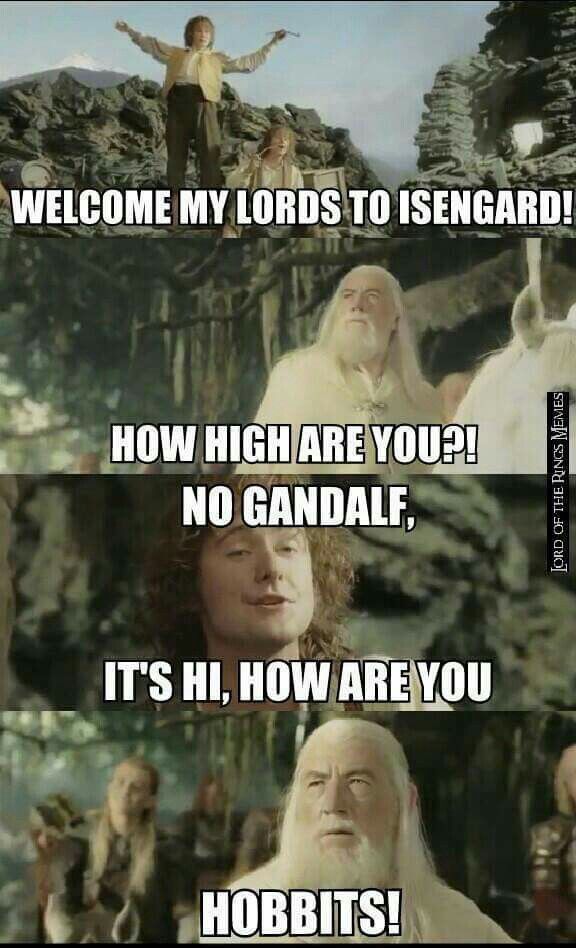 WELCOME MY LORDS TO ISENGARD!
HOW HIGH ARE YOU?!
LORD OF THE RINGS MEMES
NO GANDALF,
IT'S HI, HOW ARE YOU
HOBBITS!